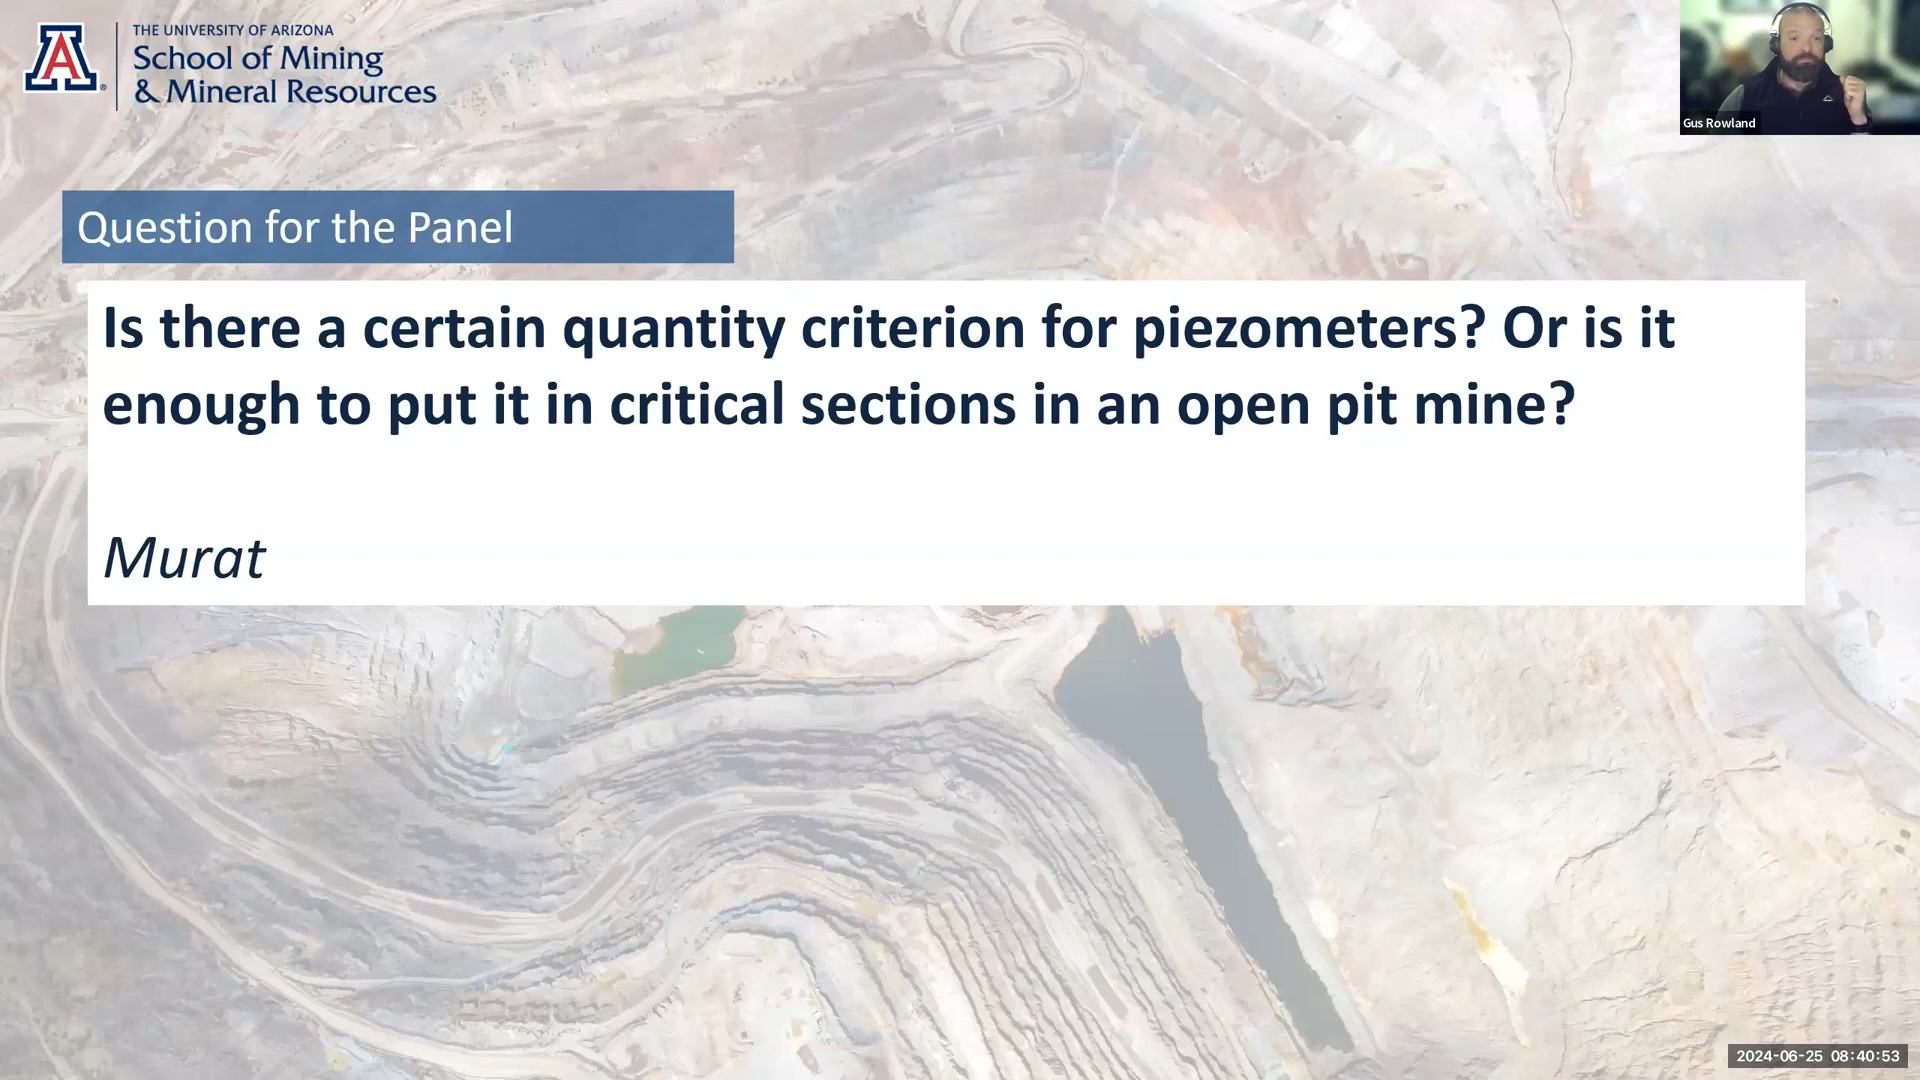 THE UNIVERSITY OF ARIZONA
School of Mining
& Mineral Resources
A
Gus Rowland
Question for the Panel
Is there a certain quantity criterion for piezometers? Or is it
enough to put it in critical sections in an open pit mine?
Murat
2024-06-25 08:40:53